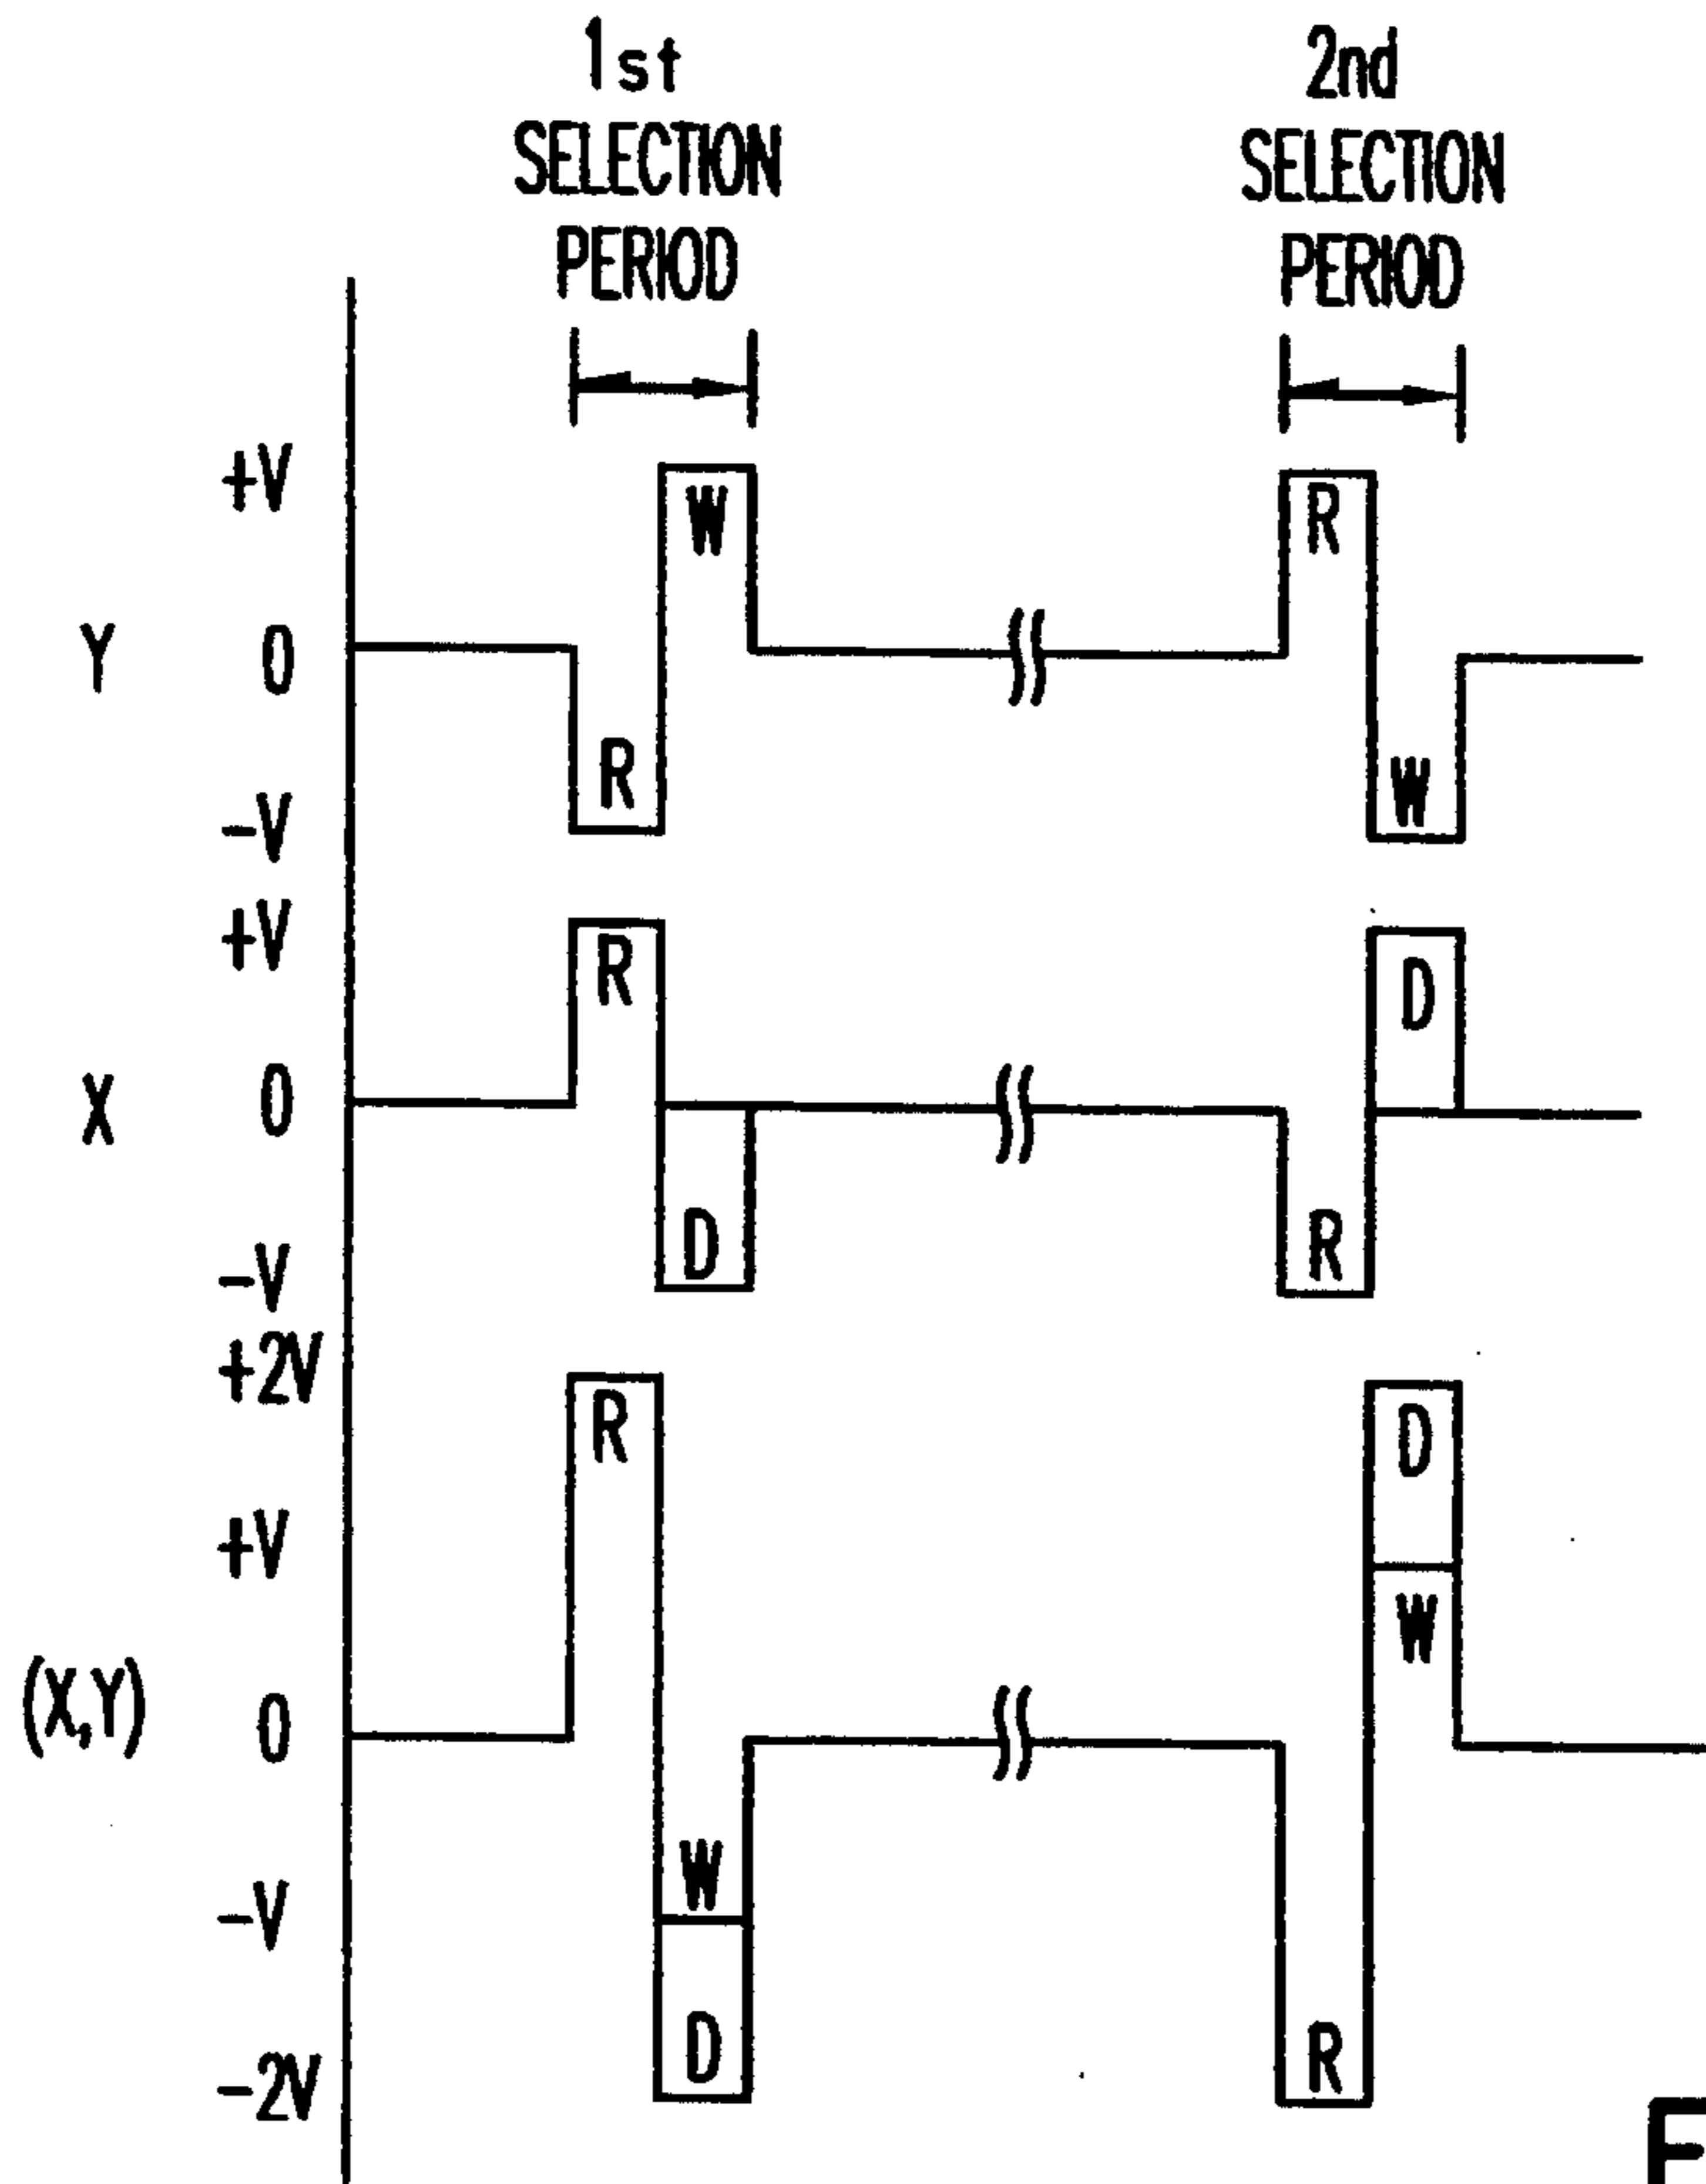 1st
SELECTION
PERIOD
2nd
SELECTION
PERIOD
+V
W
R
Y
0
R
-V
W
+V
R
D
X
0
D
R
-V
+2V
R
D
+V
W
(X,Y)
0
W
-V
D
R
-2V